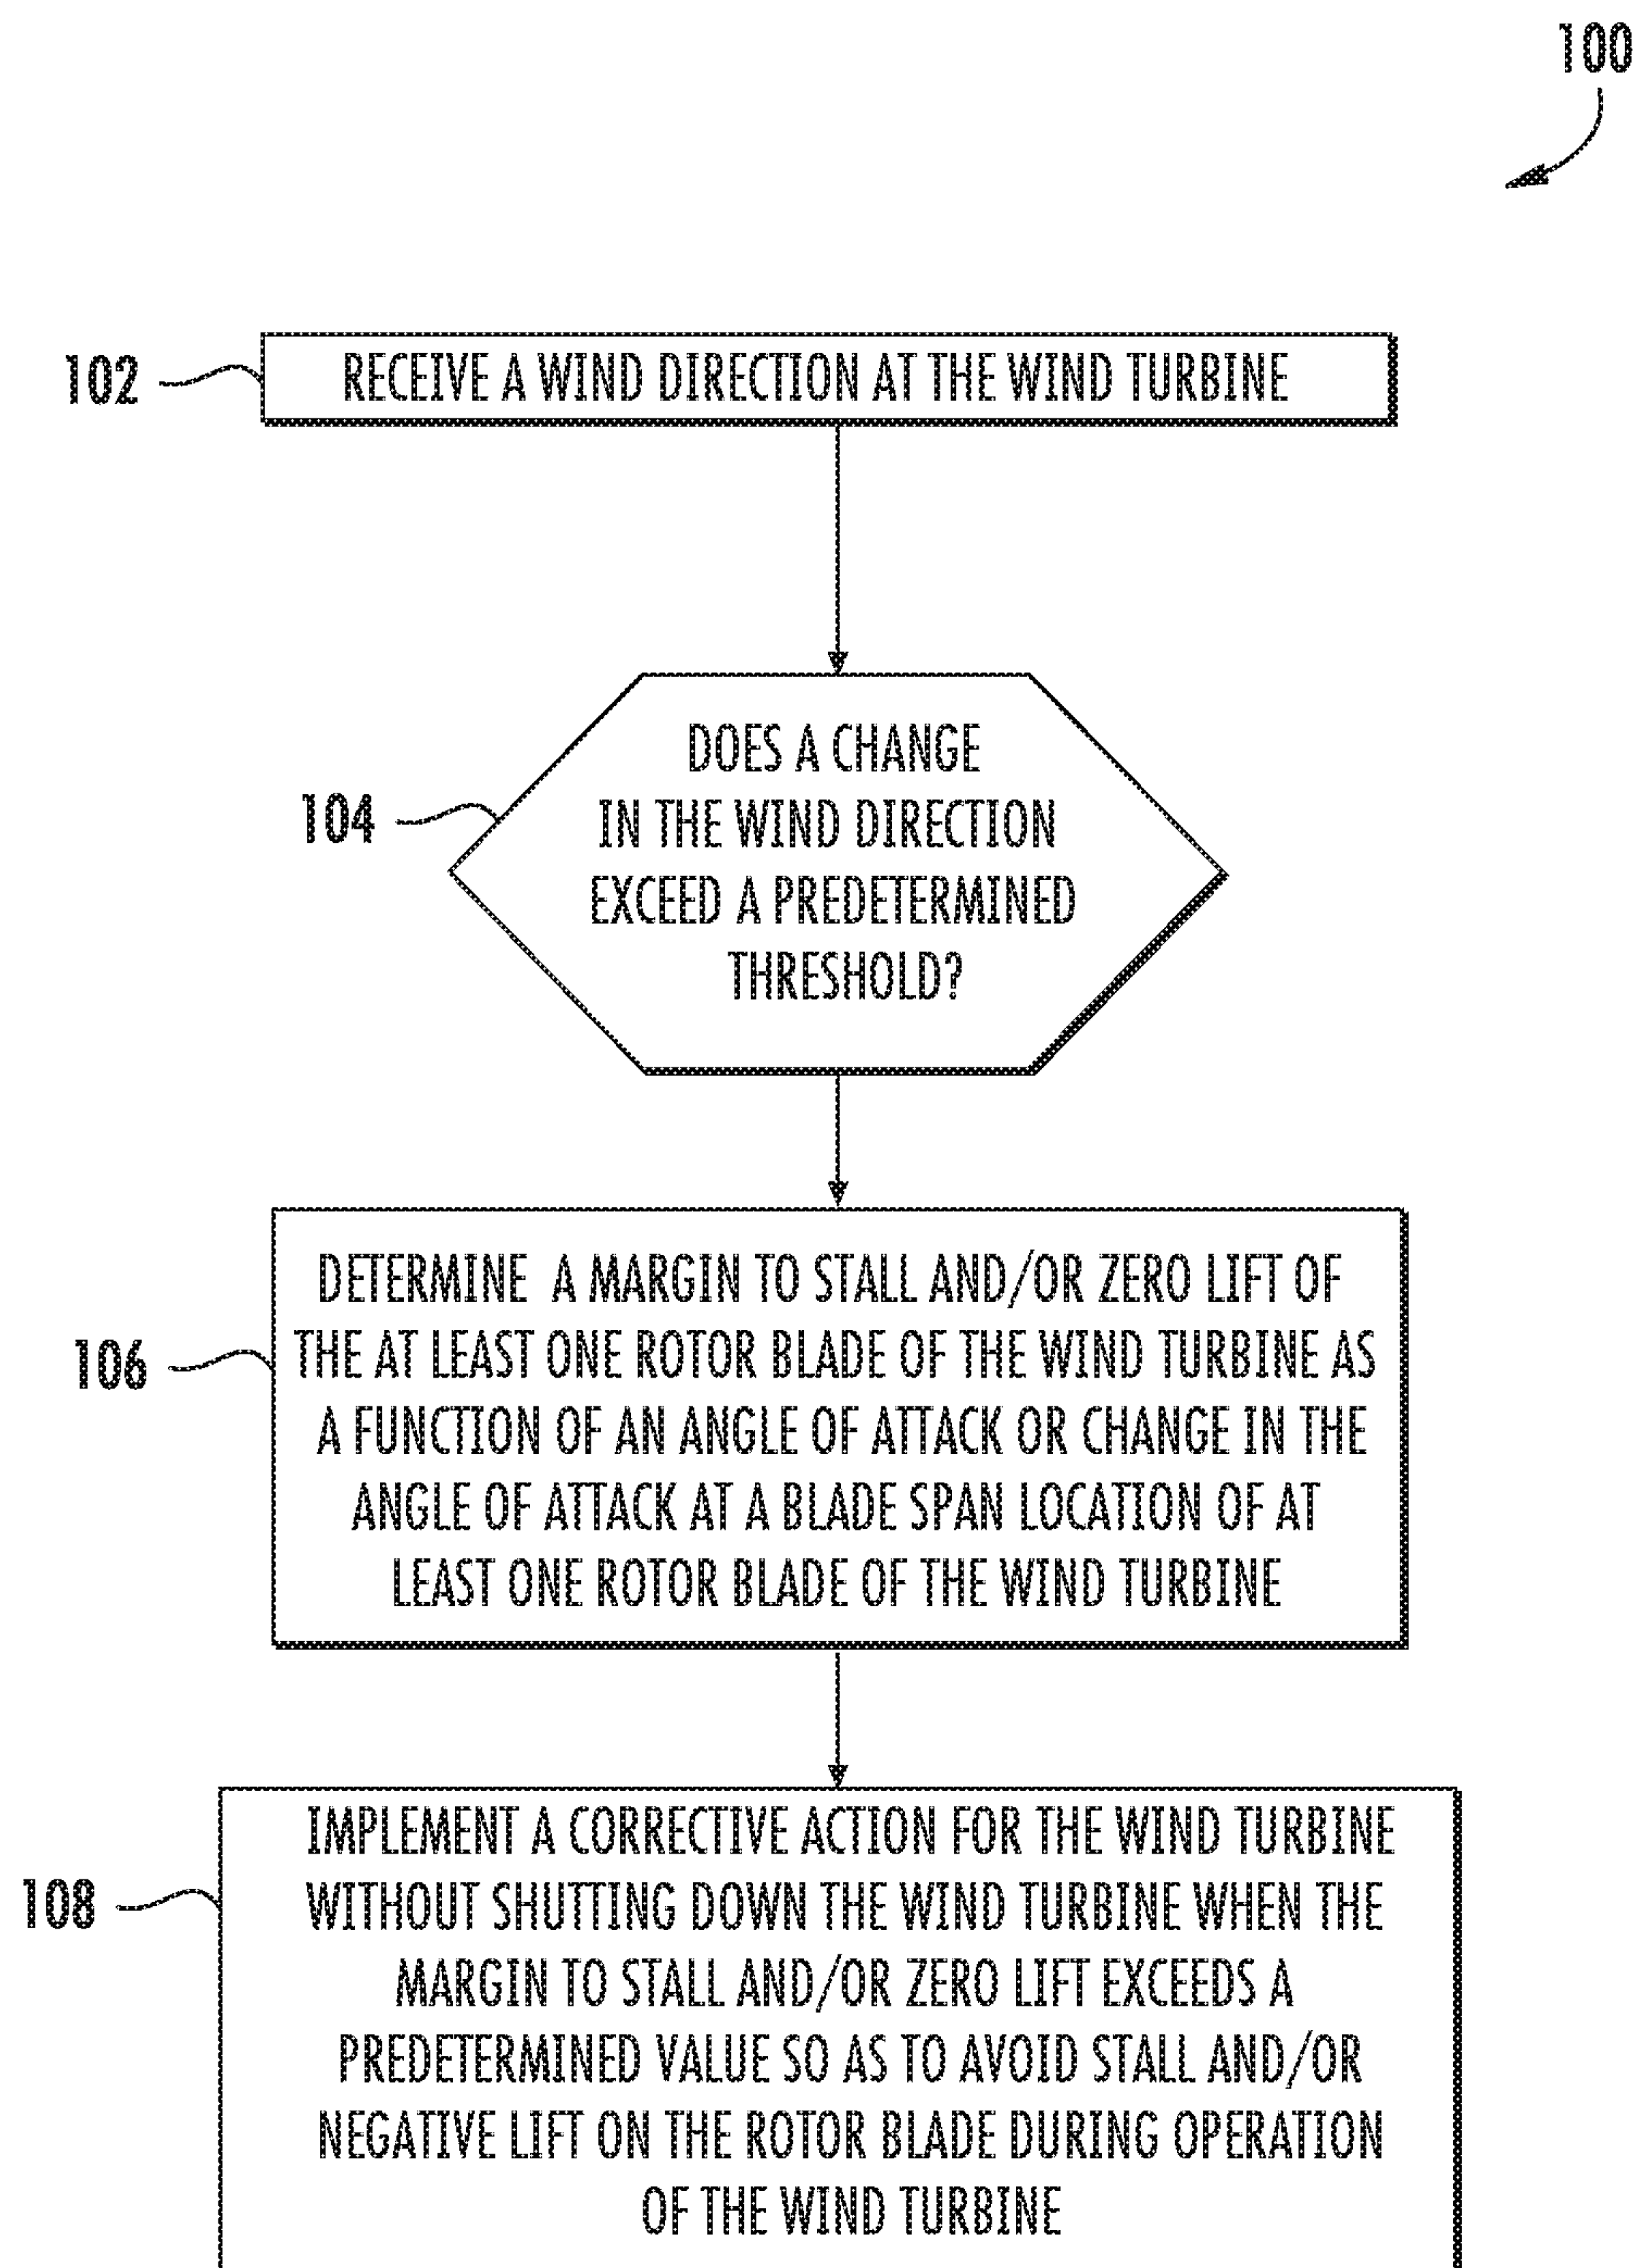 100
102
RECEIVE A WIND DIRECTION AT THE WIND TURBINE
104
DOES A CHANGE
IN THE WIND DIRECTION
EXCEED A PREDETERMINED
THRESHOLD?
106
DETERMINE A MARGIN TO STALL AND/OR ZERO LIFT OF
THE AT LEAST ONE ROTOR BLADE OF THE WIND TURBINE AS
A FUNCTION OF AN ANGLE OF ATTACK OR CHANGE IN THE
ANGLE OF ATTACK AT A BLADE SPAN LOCATION OF AT
LEAST ONE ROTOR BLADE OF THE WIND TURBINE
108
IMPLEMENT A CORRECTIVE ACTION FOR THE WIND TURBINE
WITHOUT SHUTTING DOWN THE WIND TURBINE WHEN THE
MARGIN TO STALL AND/OR ZERO LIFT EXCEEDS A
PREDETERMINED VALUE SO AS TO AVOID STALL AND/OR
NEGATIVE LIFT ON THE ROTOR BLADE DURING OPERATION
OF THE WIND TURBINE